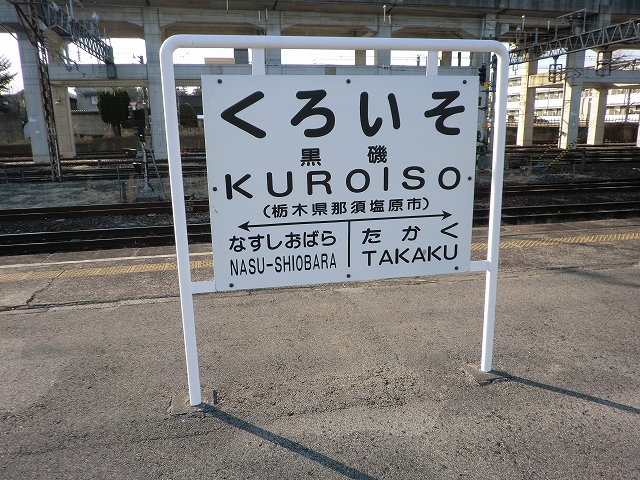 くろいそ
黒磯
KUROISO
(栃木県那須塩原市)
なすしおばら たかく
NASU-SHIOBARA TAKAKU